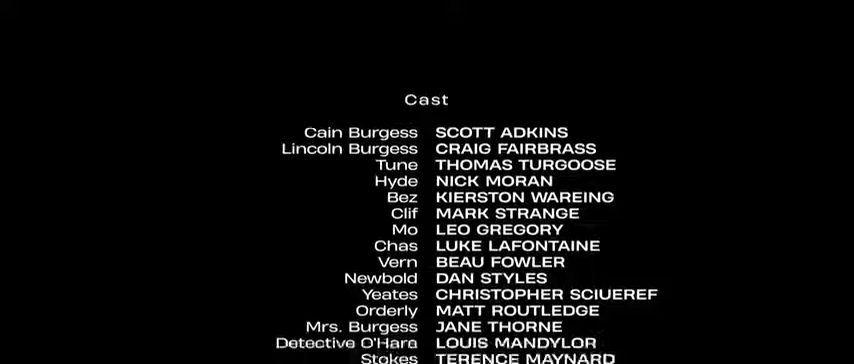 Cast
Cain Burgess SCOTT ADKINS
Lincoln Burgess CRAIG FAIRBRASS
Tune THOMAS TURGOOSE
Hyde NICK MORAN
Bez KIERSTON WAREING
Clif MARK STRANGE
Mo LEO GREGORY
Chas LUKE LAFONTAINE
Vern BEAU FOWLER
Newbold DAN STYLES
Yeates CHRISTOPHER SCIUEREF
Orderly MATT ROUTLEDGE
Mrs. Burgess JANE THORNE
Detective O'Hara LOUIS MANDYLOR
Stokes TERENCE MAYNARD